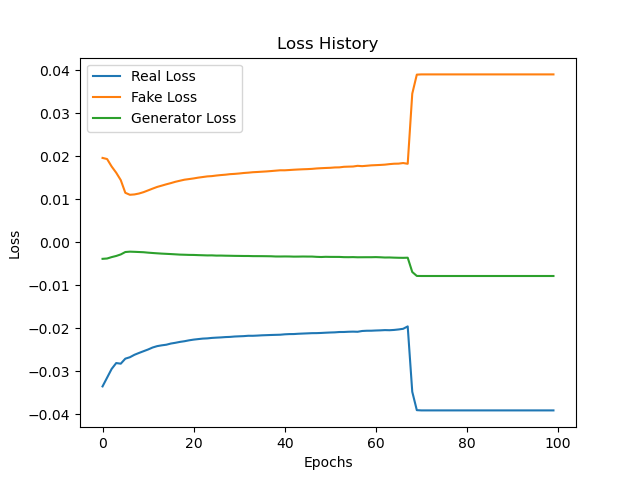 Loss History
Real Loss
Fake Loss
Generator Loss
0.04
0.03
0.02
0.01
0.00
−0.01
−0.02
−0.03
−0.04
Loss
0 20 40 60 80 100
Epochs